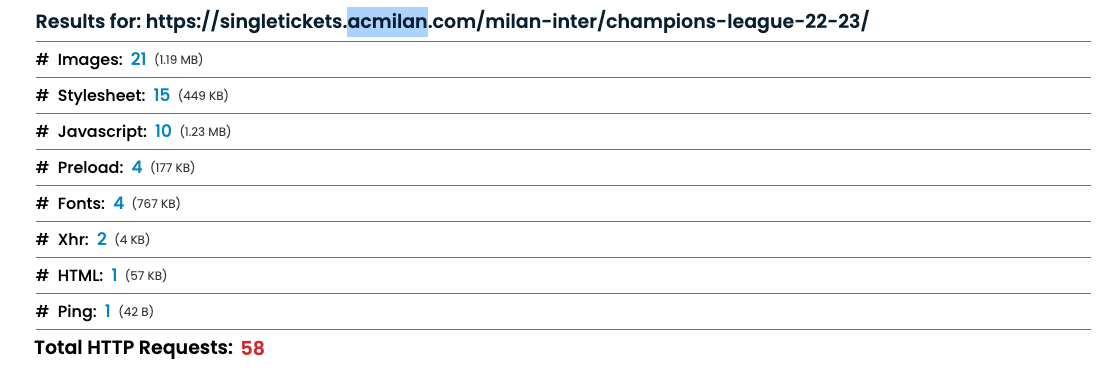 Results for: https://singletickets.acmilan.com/milan-inter/champions-league-22-23/
# Images: 21 (1.19 MB)
# Stylesheet: 15 (449 KB)
# Javascript: 10 (1.23 MB)
# Preload: 4 (177 KB)
# Fonts: 4 (767 KB)
# Xhr: 2 (4 KB)
# HTML: 1 (57 KB)
# Ping: 1 (42 B)
Total HTTP Requests: 58